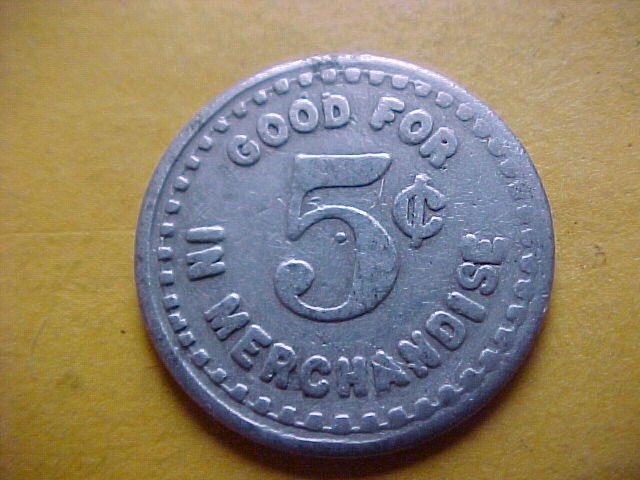 GOOD FOR
5¢
IN MERCHANDISE